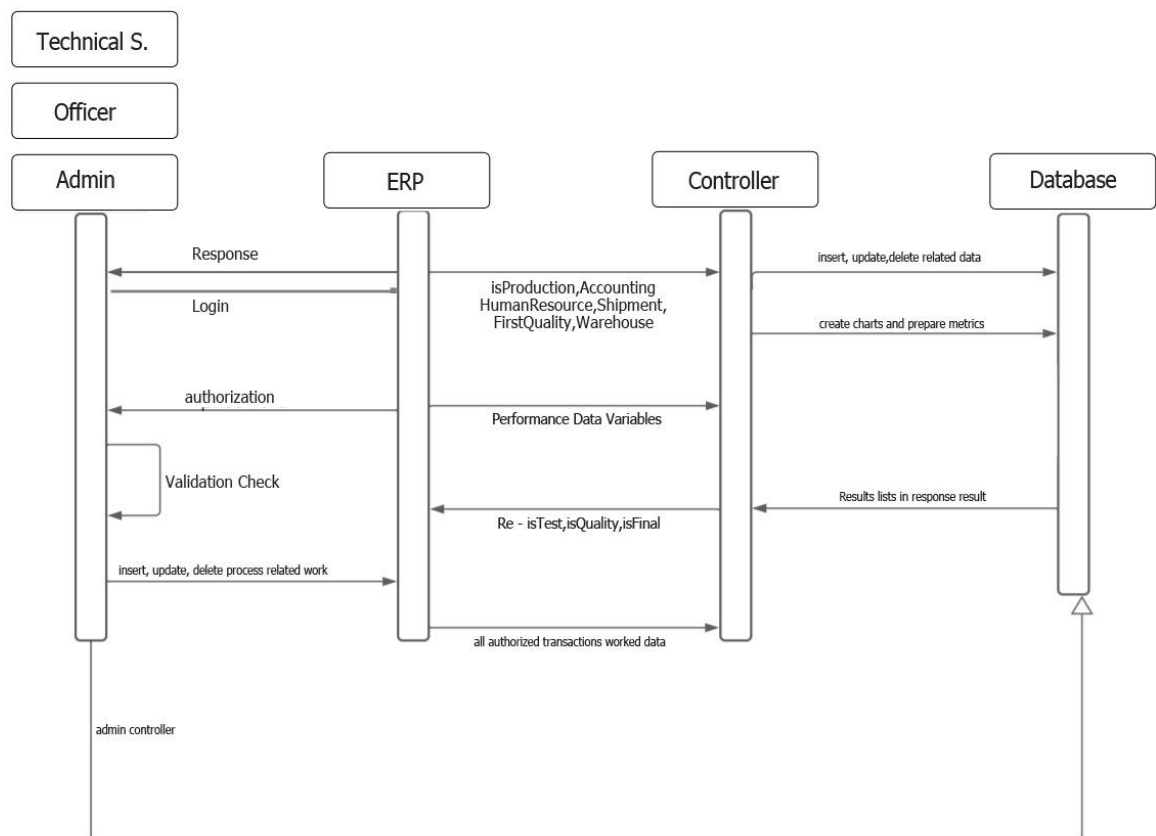 Technical S.
Officer
Admin
ERP
Controller
Database
Response
Login
isProduction,Accounting
HumanResource,Shipment,
FirstQuality,Warehouse
insert, update,delete related data
create charts and prepare metrics
authorization
Performance Data Variables
Validation Check
Results lists in response result
Re - isTest,isQuality,isFinal
insert, update, delete process related work
all authorized transactions worked data
admin controller